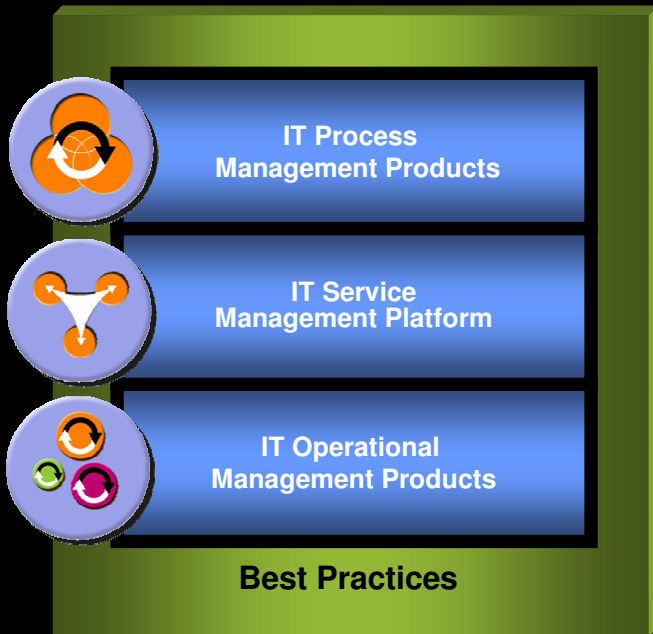 IT Process
Management Products
IT Service
Management Platform
IT Operational
Management Products
Best Practices